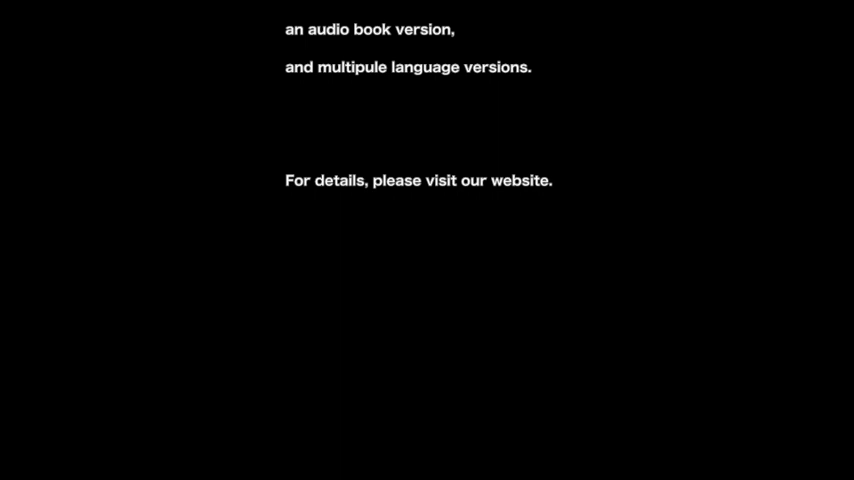 an audio book version,
and multipule language versions.
For details, please visit our website.